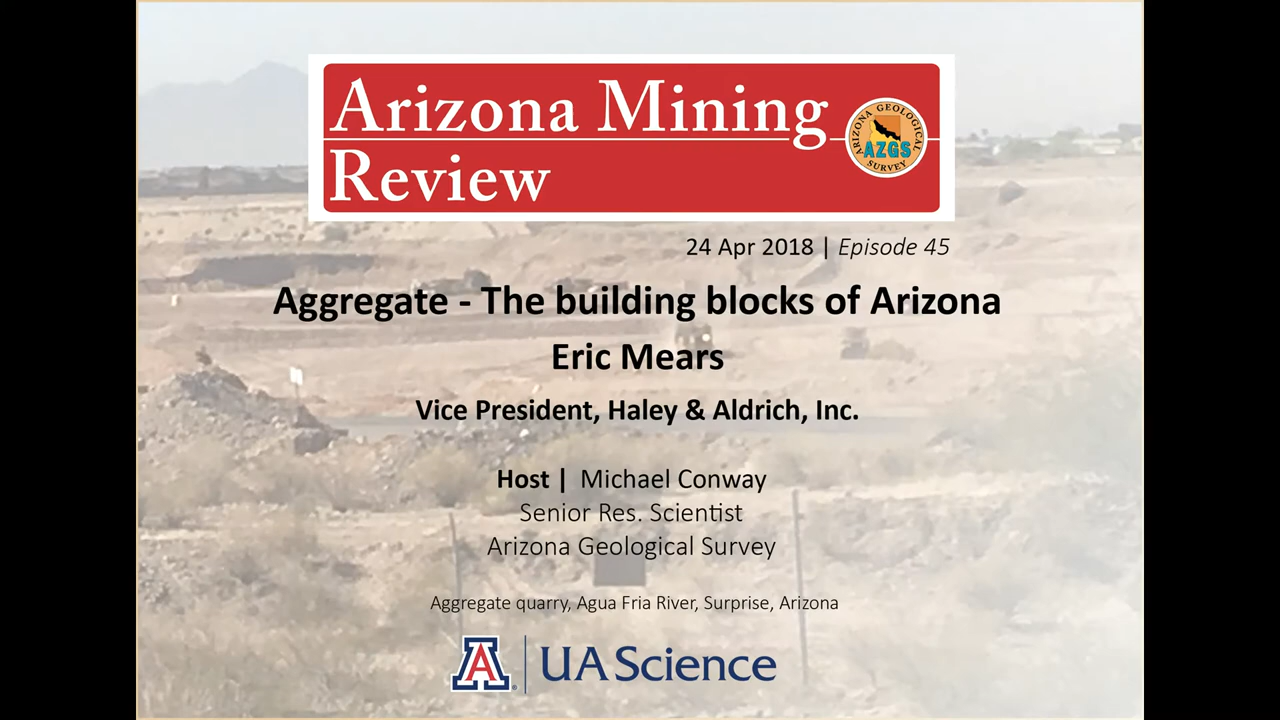 Arizona Mining
Review
ARIZONA GEOLOGICAL
AZGS
SURVEY
24 Apr 2018 | Episode 45
Aggregate - The building blocks of Arizona
Eric Mears
Vice President, Haley & Aldrich, Inc.
Host | Michael Conway
Senior Res. Scientist
Arizona Geological Survey
Aggregate quarry, Agua Fria River, Surprise, Arizona
A ® UA Science